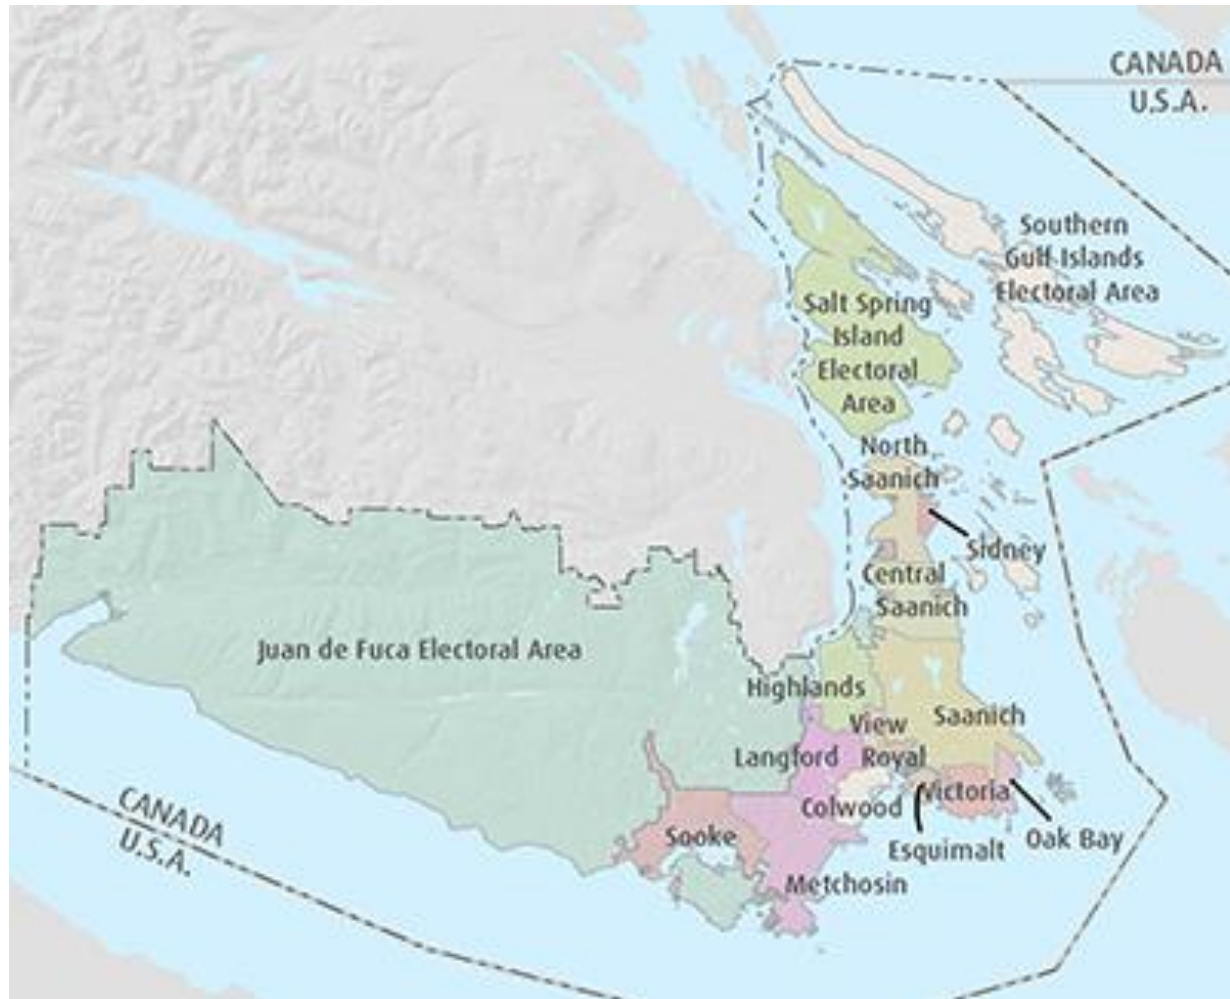 CANADA
U.S.A.
Southern
Gulf Islands
Electoral Area
Salt Spring
Island
Electoral
Area
North
Saanich
Sidney
Central
Saanich
Juan de Fuca Electoral Area
Highlands
View
Royal
Saanich
Langford
Colwood
Victoria
CANADA
U.S.A.
Sooke
Esquimalt
Oak Bay
Metchosin